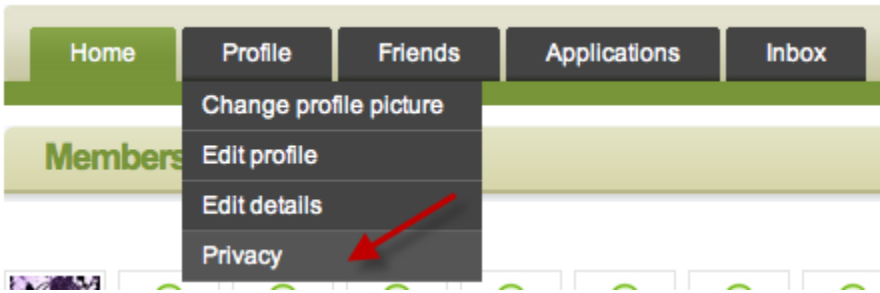 Home Profile Friends Applications Inbox
Change profile picture
Members
Edit profile
Edit details
Privacy